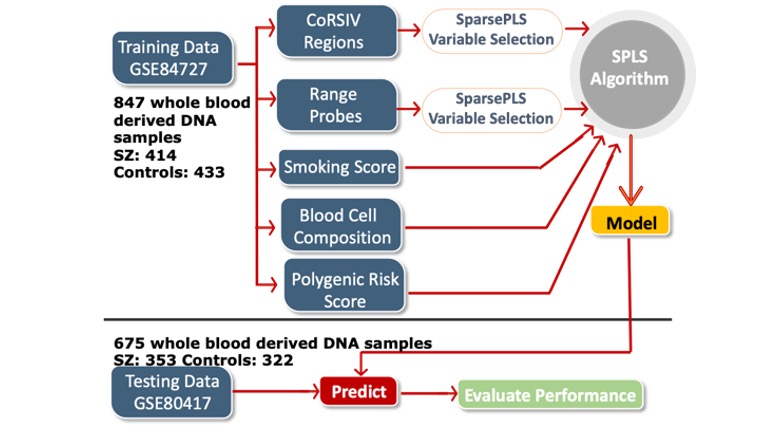 Training Data
GSE84727
847 whole blood
derived DNA
samples
SZ: 414
Controls: 433
CoRSIV
Regions
SparsePLS
Variable Selection
Range
Probes
SparsePLS
Variable Selection
Smoking Score
Blood Cell
Composition
Polygenic Risk
Score
SPLS
Algorithm
Model
675 whole blood derived DNA samples
SZ: 353 Controls: 322
Testing Data
GSE80417
Predict
Evaluate Performance